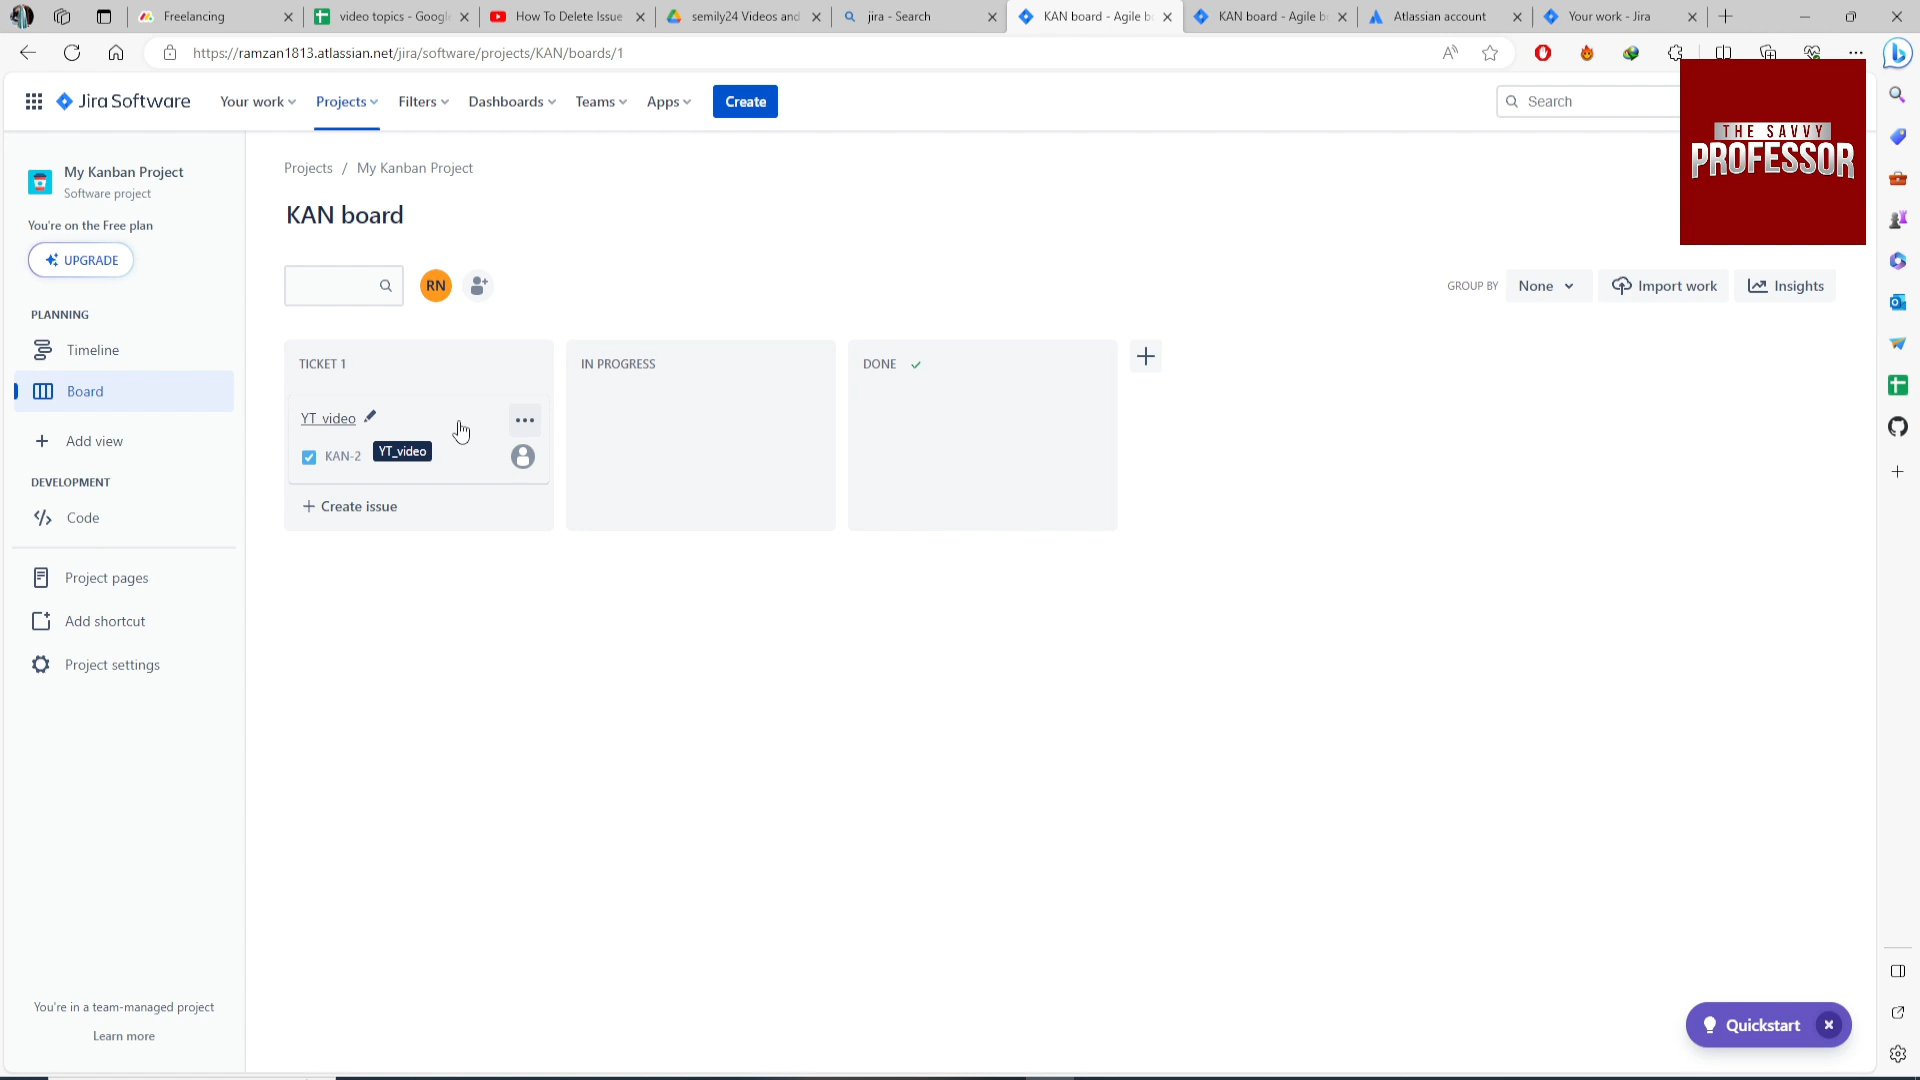 Freelancing
video topics - Google
How To Delete Issue
semily24 Videos and
jira - Search
KAN board - Agile b
KAN board - Agile b
Atlassian account
Your work - Jira
https://ramzan1813.atlassian.net/jira/software/projects/KAN/boards/1
Jira Software
Your work
Projects
Filters
Dashboards
Teams
Apps
Create
Search
THE SAVVY
PROFESSOR
My Kanban Project
Software project
You're on the Free plan
UPGRADE
PLANNING
Timeline
Board
Add view
DEVELOPMENT
Code
Project pages
Add shortcut
Project settings
You're in a team-managed project
Learn more
Projects / My Kanban Project
KAN board
RN
GROUP BY
None
Import work
Insights
TICKET 1
YT_video
KAN-2
YT_video
Create issue
IN PROGRESS
DONE
Quickstart